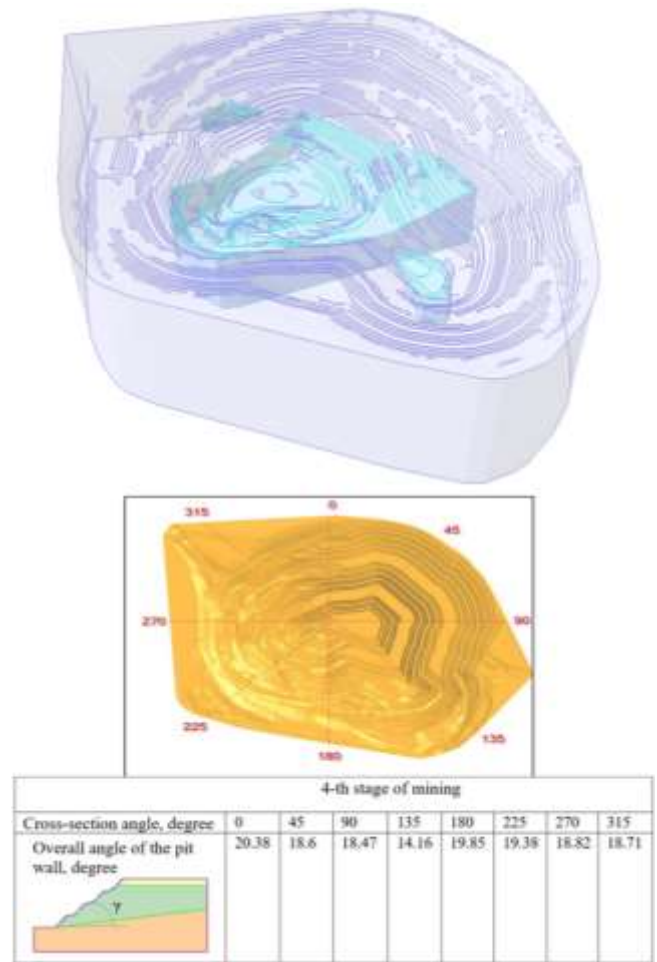 0
315
45
270
90
225
135
180
4-th stage of mining
Cross-section angle, degree 0 45 90 135 180 225 270 315
Overall angle of the pit 20.38 18.6 18.47 14.16 19.85 19.38 18.82 18.71
wall, degree
γ